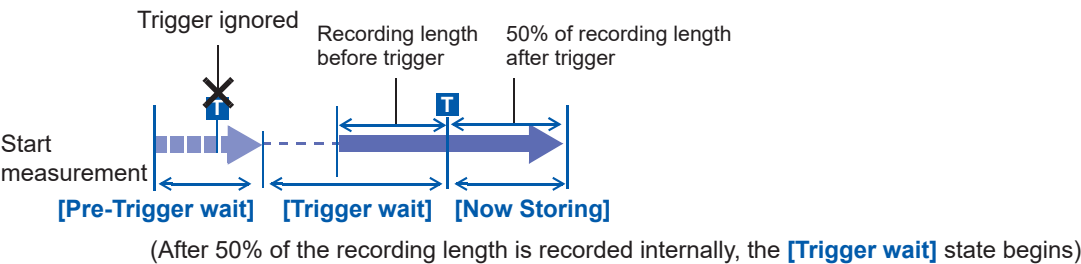 Trigger ignored
Recording length
before trigger
50% of recording length
after trigger
T
T
Start
measurement
[Pre-Trigger wait]
[Trigger wait]
[Now Storing]
(After 50% of the recording length is recorded internally, the [Trigger wait] state begins)